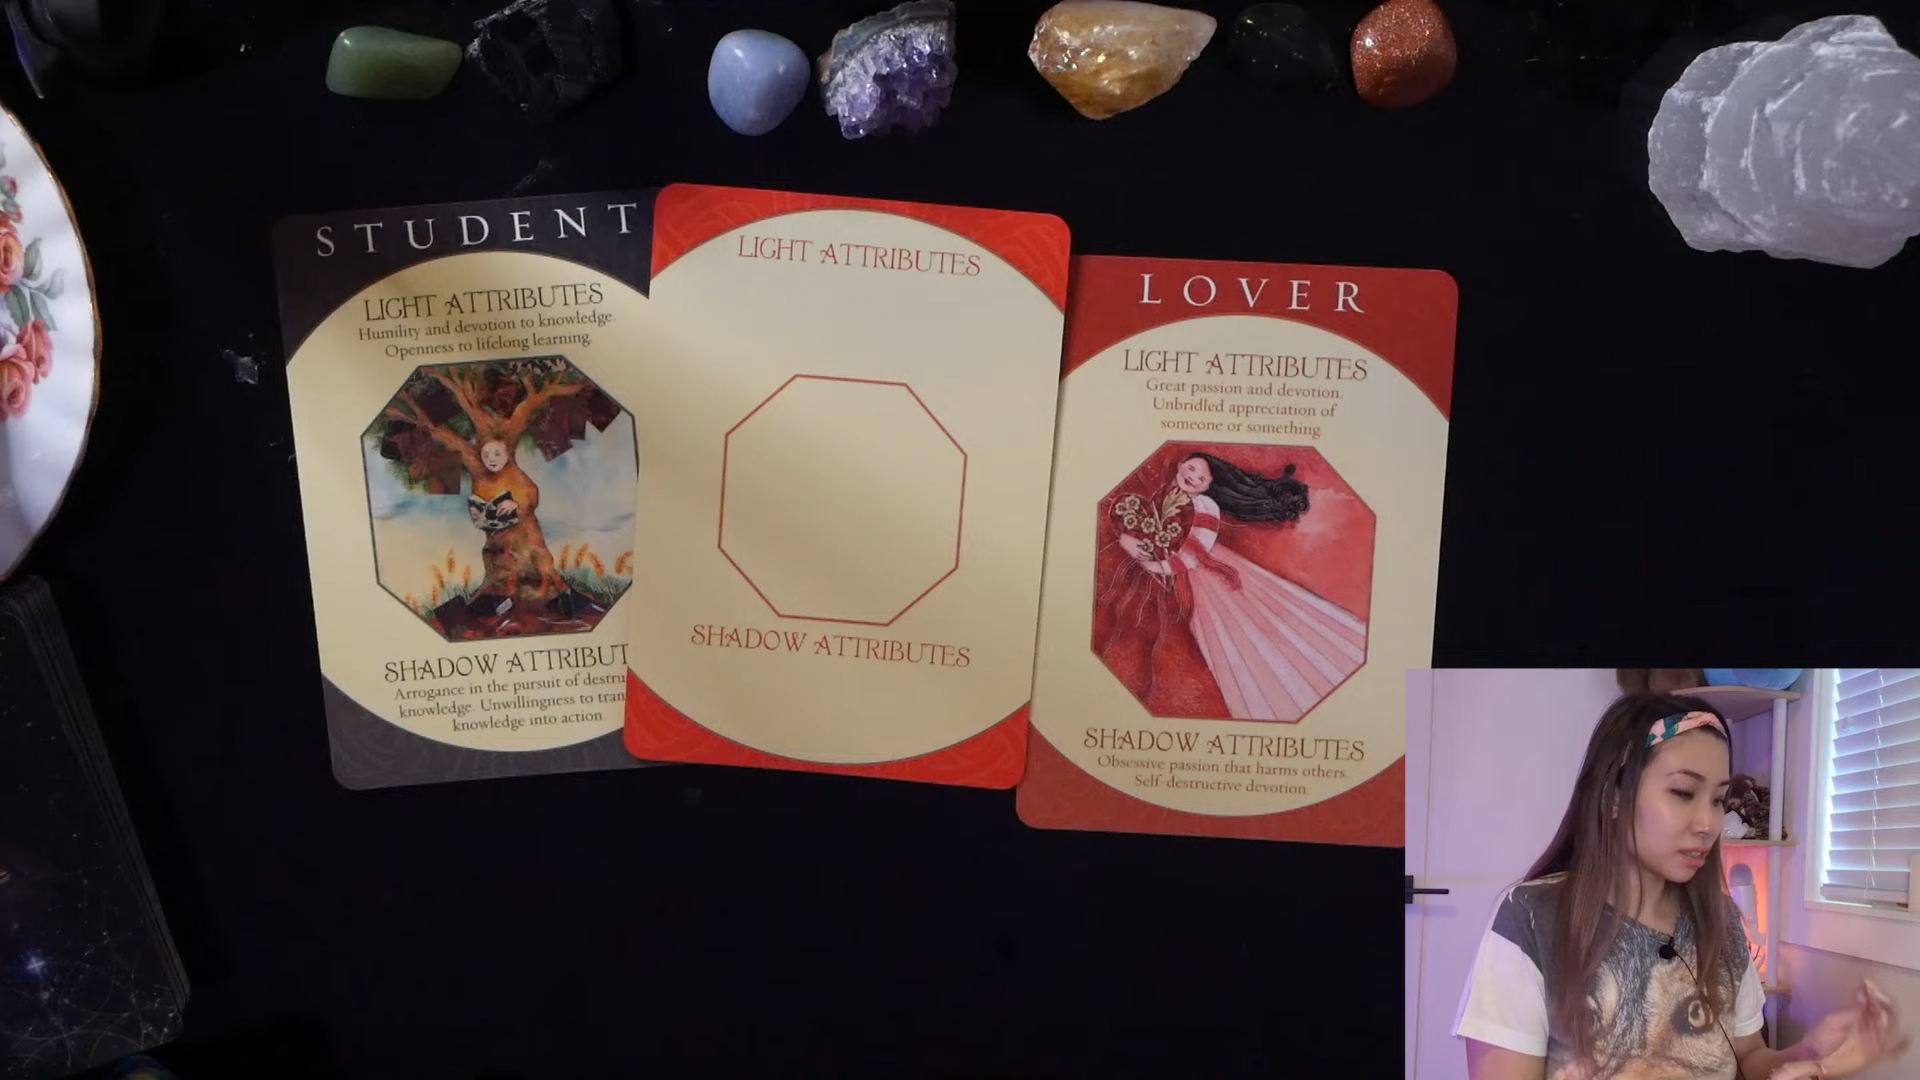 STUDENT
LIGHT ATTRIBUTES
Humility and devotion to knowledge.
Openness to lifelong learning.
SHADOW ATTRIBUT
Arrogance in the pursuit of destru
knowledge. Unwillingness to tran
knowledge into action.
LIGHT ATTRIBUTES
SHADOW ATTRIBUTES
LOVER
LIGHT ATTRIBUTES
Great passion and devotion.
Unbridled appreciation of
someone or something.
SHADOW ATTRIBUTES
Obsessive passion that harms others.
Self-destructive devotion.